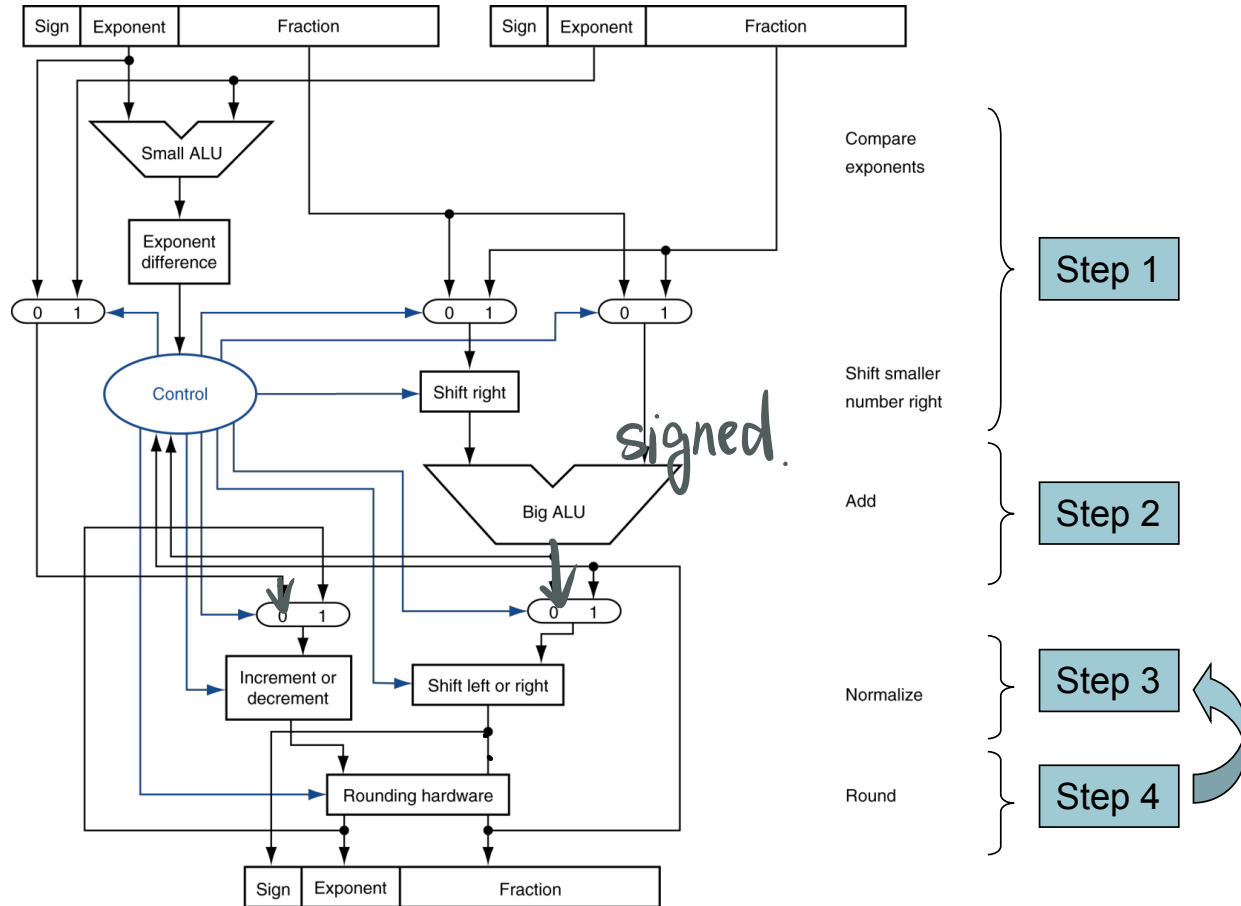 Sign Exponent Fraction
Sign Exponent Fraction
Small ALU
Compare
exponents
Exponent
difference
Step 1
0 1
0 1
0 1
Control
Shift right
Shift smaller
number right
signed.
Big ALU
Add
Step 2
0 1
0 1
Increment or
decrement
Shift left or right
Normalize
Step 3
Rounding hardware
Round
Step 4
Sign Exponent Fraction